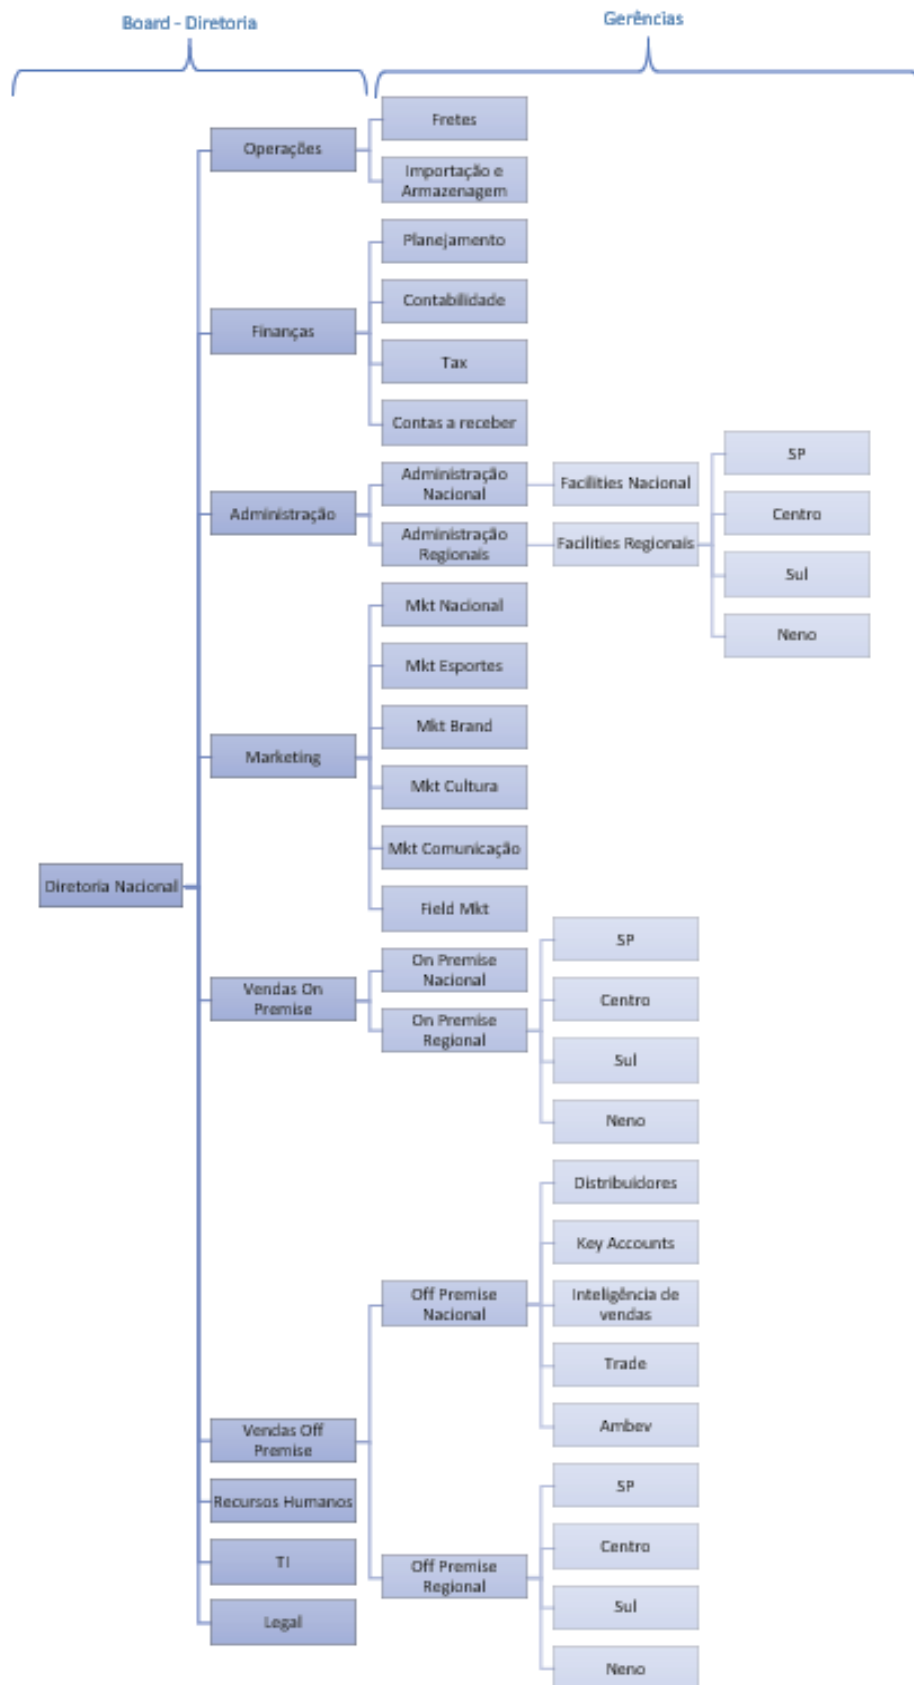 Board - Diretoria
Gerências
Operações
Fretes
Importação e
Armazenagem
Finanças
Planejamento
Contabilidade
Tax
Contas a receber
Administração
Administração
Nacional
Facilities Nacional
Administração
Regionais
Facilities Regionais
SP
Centro
Sul
Neno
Marketing
Mkt Nacional
Mkt Esportes
Mkt Brand
Mkt Cultura
Mkt Comunicação
Field Mkt
Diretoria Nacional
Vendas On
Premise
On Premise
Nacional
On Premise
Regional
SP
Centro
Sul
Neno
Vendas Off
Premise
Off Premise
Nacional
Distribuidores
Key Accounts
Inteligência de
vendas
Trade
Ambev
Off Premise
Regional
SP
Centro
Sul
Neno
Recursos Humanos
TI
Legal